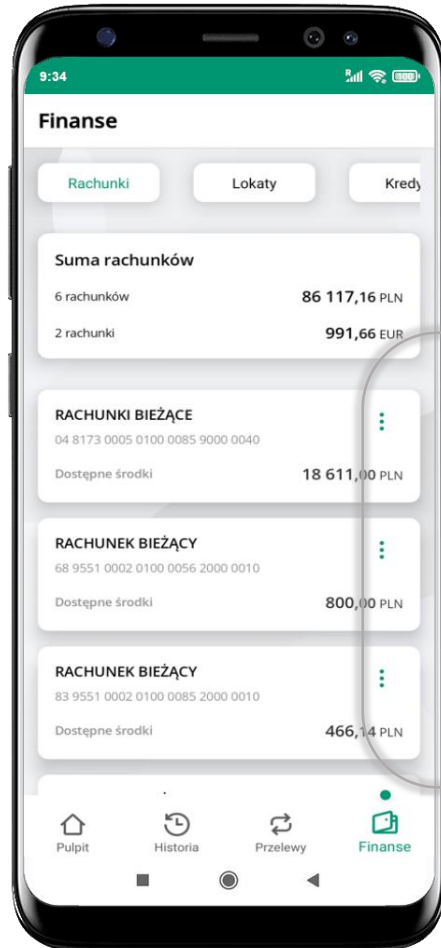 9:34
Finanse
Rachunki Lokaty Kredy
Suma rachunków
6 rachunków 86 117,16 PLN
2 rachunki 991,66 EUR
RACHUNKI BIEŻĄCE
04 8173 0005 0100 0085 9000 0040
Dostępne środki 18 611,00 PLN
RACHUNEK BIEŻĄCY
68 9551 0002 0100 0056 2000 0010
Dostępne środki 800,00 PLN
RACHUNEK BIEŻĄCY
83 9551 0002 0100 0085 2000 0010
Dostępne środki 466,14 PLN
Pulpit Historia Przelewy Finanse